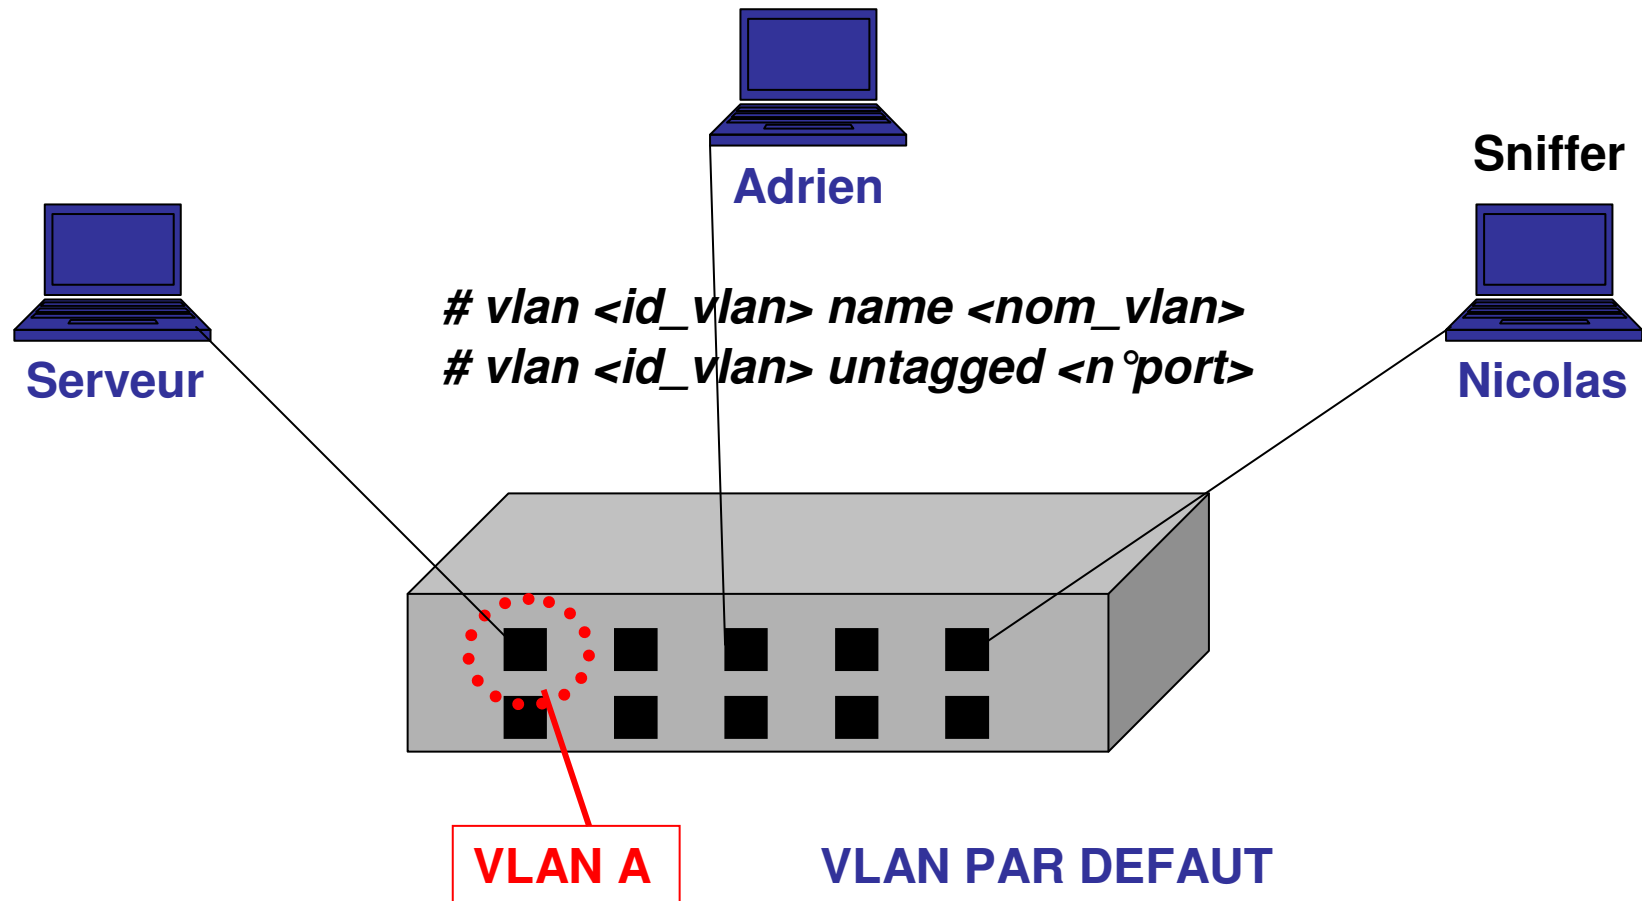 Adrien
Sniffer
Serveur
# vlan <id_vlan> name <nom_vlan>
# vlan <id_vlan> untagged <n°port>
Nicolas
VLAN A
VLAN PAR DEFAUT